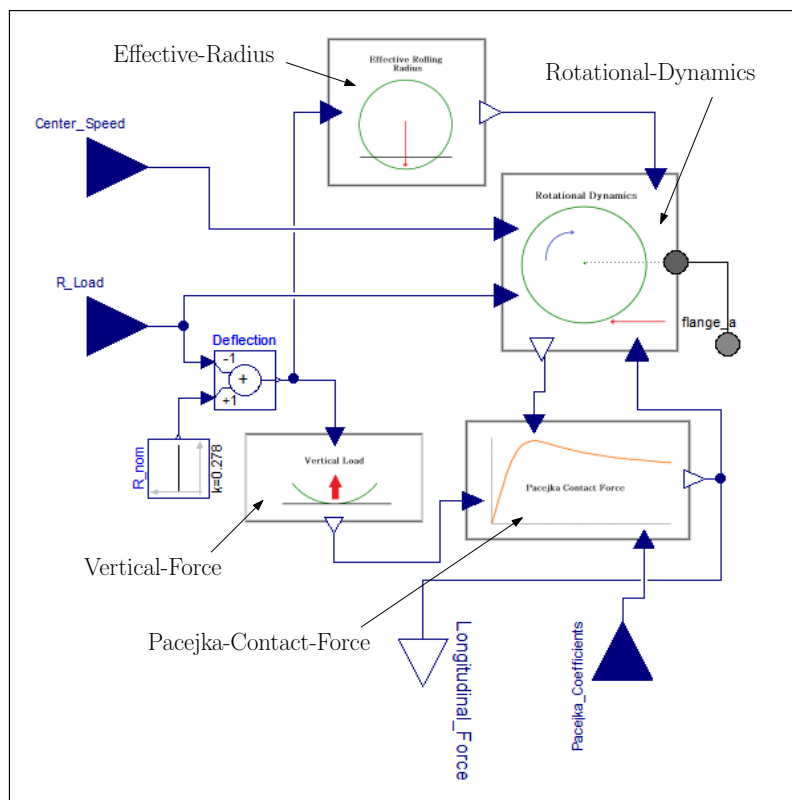 Effective-Radius
Effective Rolling
Radius
Rotational-Dynamics
Center_Speed
Rotational Dynamics
R_Load
flange_a
Deflection
-1
+
+1
R_nom
k=0.278
Vertical Load
Pacejka Contact Force
Vertical-Force
Pacejka-Contact-Force
Longitudinal_Force
Pacejka_Coefficients